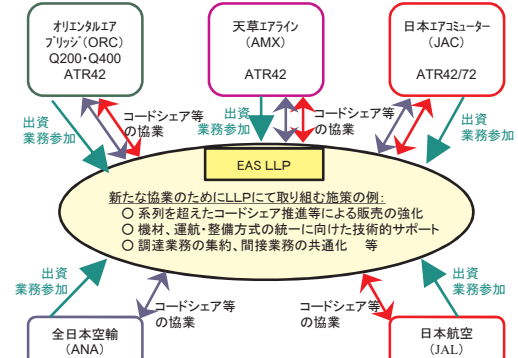 オリエンタルエア
ブリッジ(ORC)
Q200・Q400
ATR42
天草エアライン
(AMX)
ATR42
日本エアコミューター
(JAC)
ATR42/72
出資
業務参加
コードシェア等
の協業
出資
業務参加
コードシェア等
の協業
出資
業務参加
EAS LLP
新たな協業のためにLLPにて取り組む施策の例:
○ 系列を超えたコードシェア推進等による販売の強化
○ 機材、運航・整備方式の統一に向けた技術的サポート
○ 調達業務の集約、間接業務の共通化 等
出資
業務参加
コードシェア等
の協業
コードシェア等
の協業
出資
業務参加
全日本空輸
(ANA)
日本航空
(JAL)